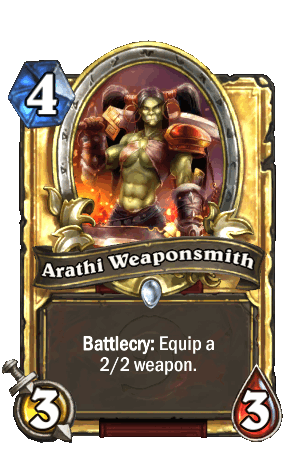 4
Arathi Weaponsmith
Battlecry: Equip a
2/2 weapon.
3 3